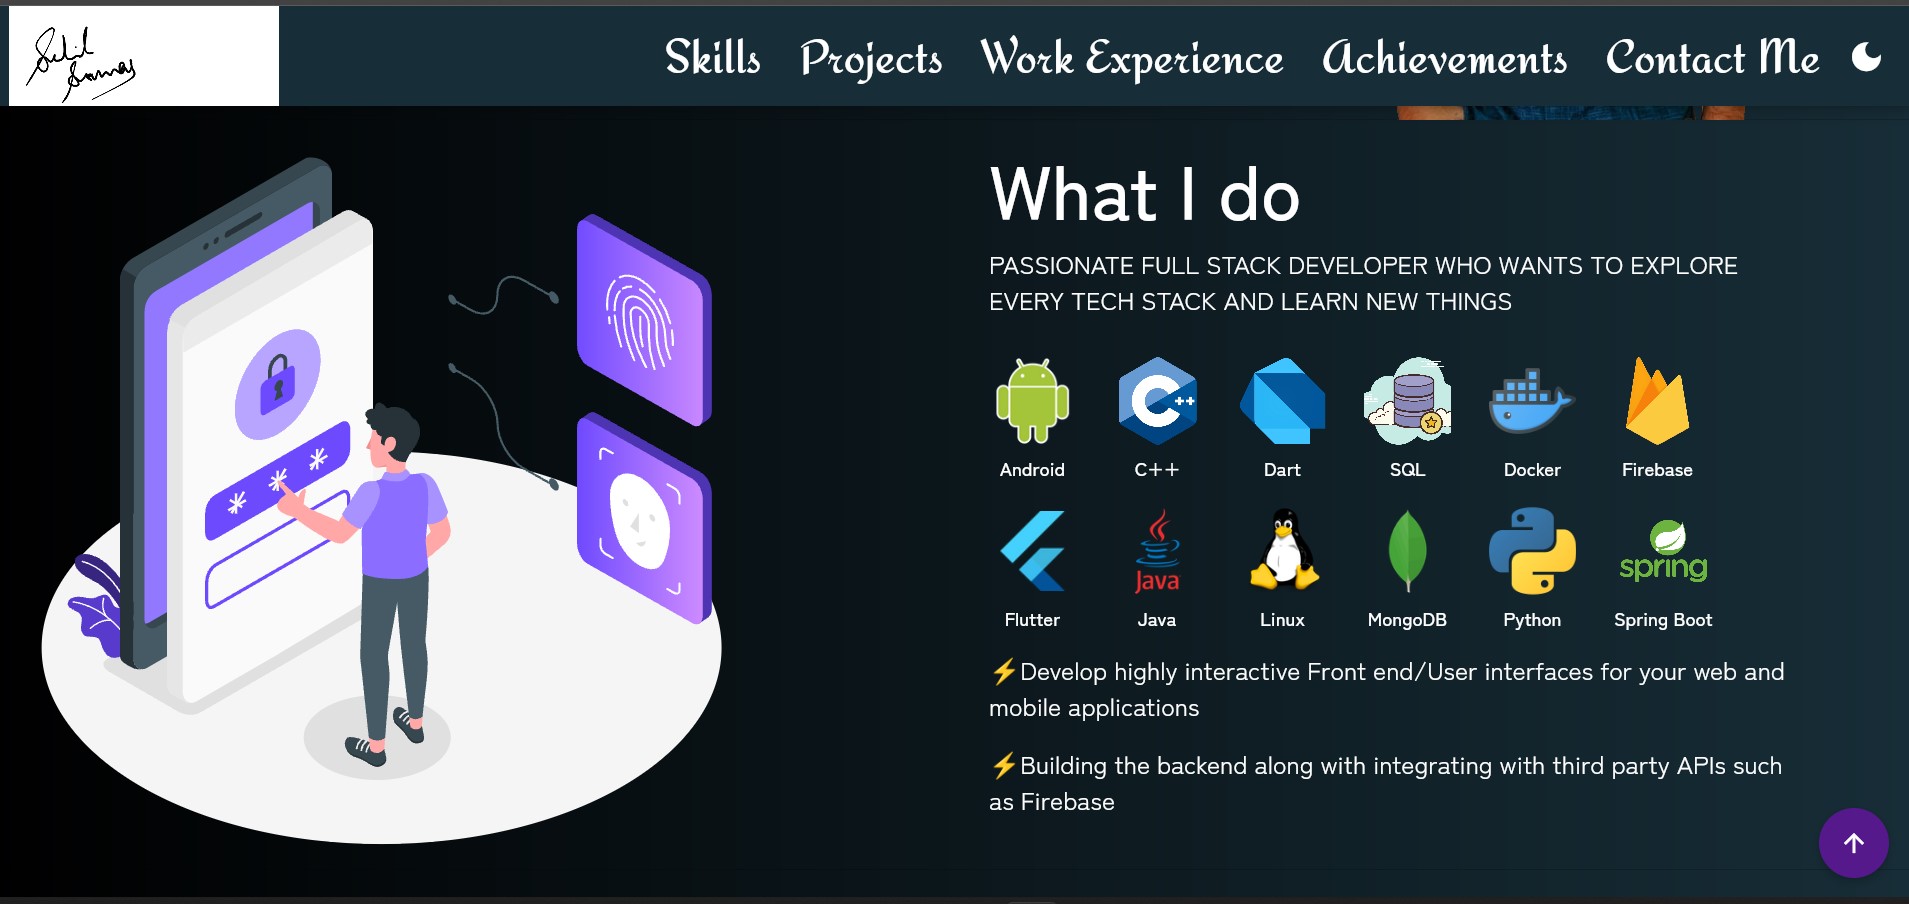 Skills Projects Work Experience Achievements Contact Me
What I do
PASSIONATE FULL STACK DEVELOPER WHO WANTS TO EXPLORE
EVERY TECH STACK AND LEARN NEW THINGS
C++
Android C++ Dart SQL Docker Firebase
Java spring
Flutter Java Linux MongoDB Python Spring Boot
⚡Develop highly interactive Front end/User interfaces for your web and
mobile applications
⚡Building the backend along with integrating with third party APIs such
as Firebase